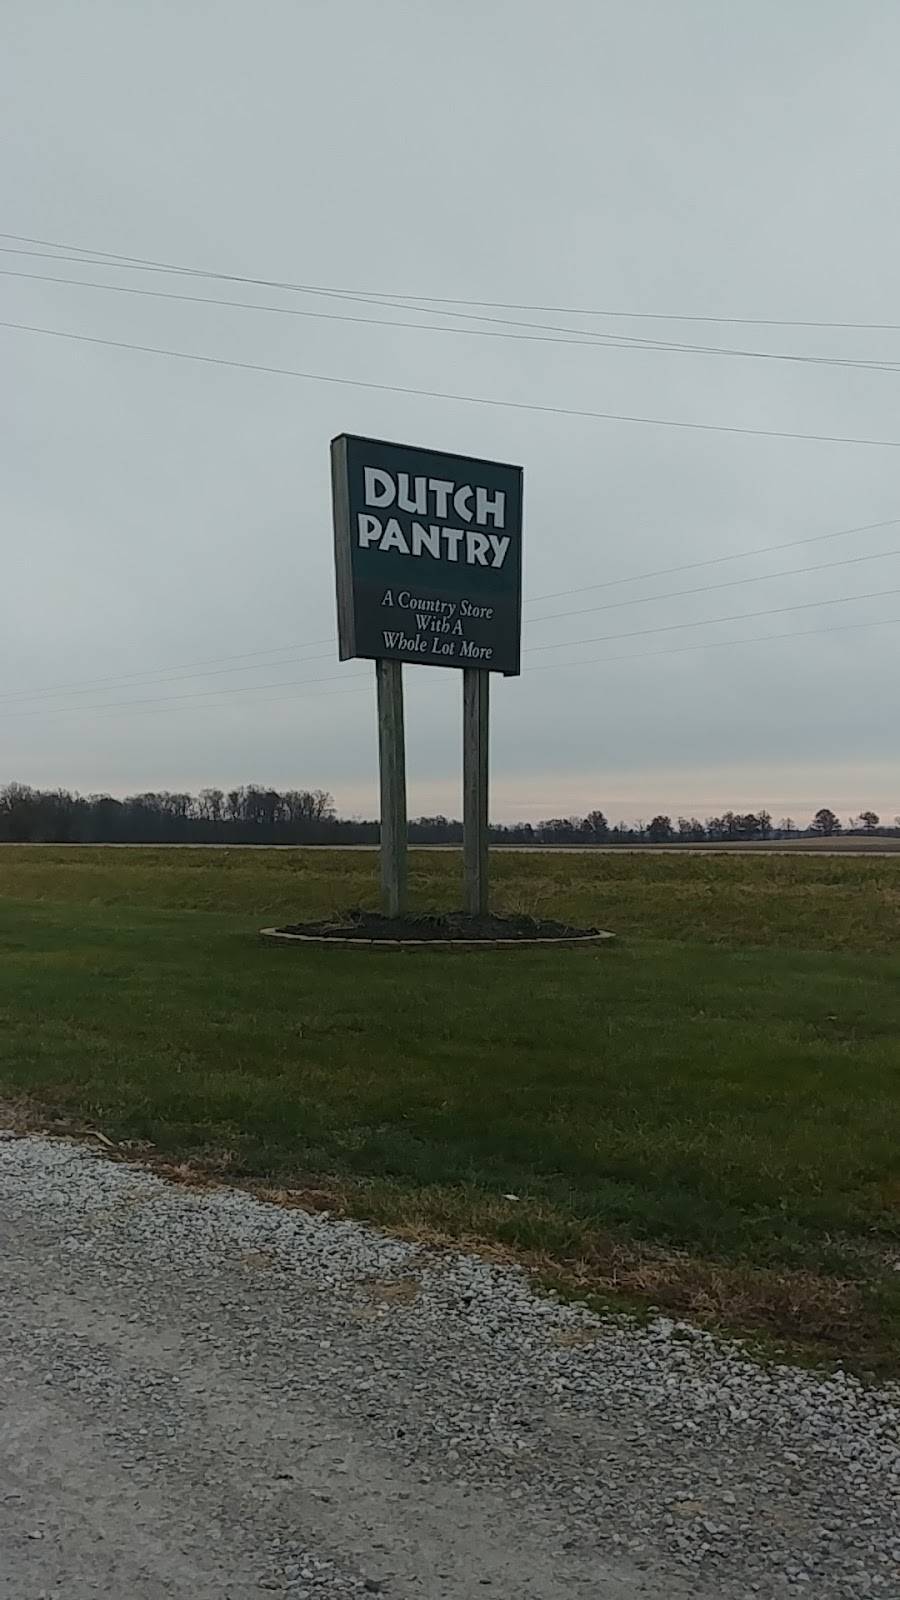 DUTCH
PANTRY
A Country Store
With A
Whole Lot More